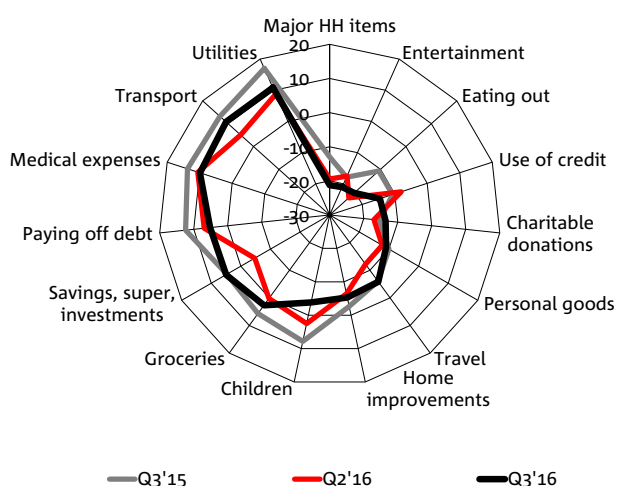 Major HH items
Entertainment
Eating out
Use of credit
Charitable
donations
Personal goods
Travel
Home
improvements
Children
Groceries
Savings, super,
investments
Paying off debt
Medical expenses
Transport
Utilities
20
10
0
-10
-20
-30
Q3'15
Q2'16
Q3'16